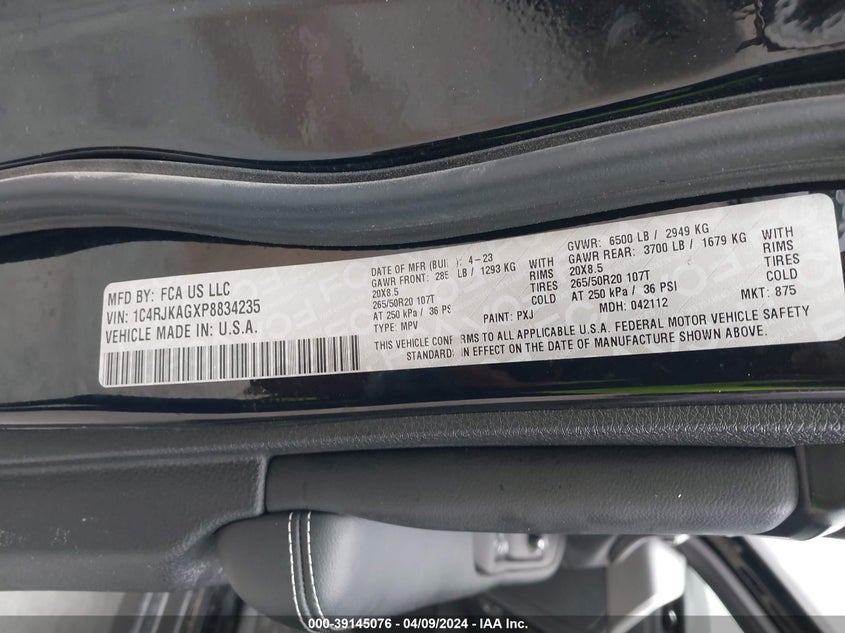 MFD BY: FCA US LLC
VIN: 1C4RJKAGXP8834235
VEHICLE MADE IN: U.S.A.
DATE OF MFR (BUI : 4-23
GAWR FRONT: 285 LB / 1293 KG WITH
20X8.5 RIMS
265/50R20 107T TIRES
AT 250 kPa / 36 PSI COLD
TYPE: MPV PAINT: PXJ
GVWR: 6500 LB / 2949 KG
GAWR REAR: 3700 LB / 1679 KG WITH
20X8.5 RIMS
265/50R20 107T TIRES
AT 250 kPa / 36 PSI COLD
MDH: 042112 MKT: 875
THIS VEHICLE CONF RMS TO ALL APPLICABLE U.S.A. FEDERAL MOTOR VEHICLE SAFETY
STANDARD IN EFFECT ON THE DATE OF MANUFACTURE SHOWN ABOVE.
000-39145076 - 04/09/2024 - IAA Inc.